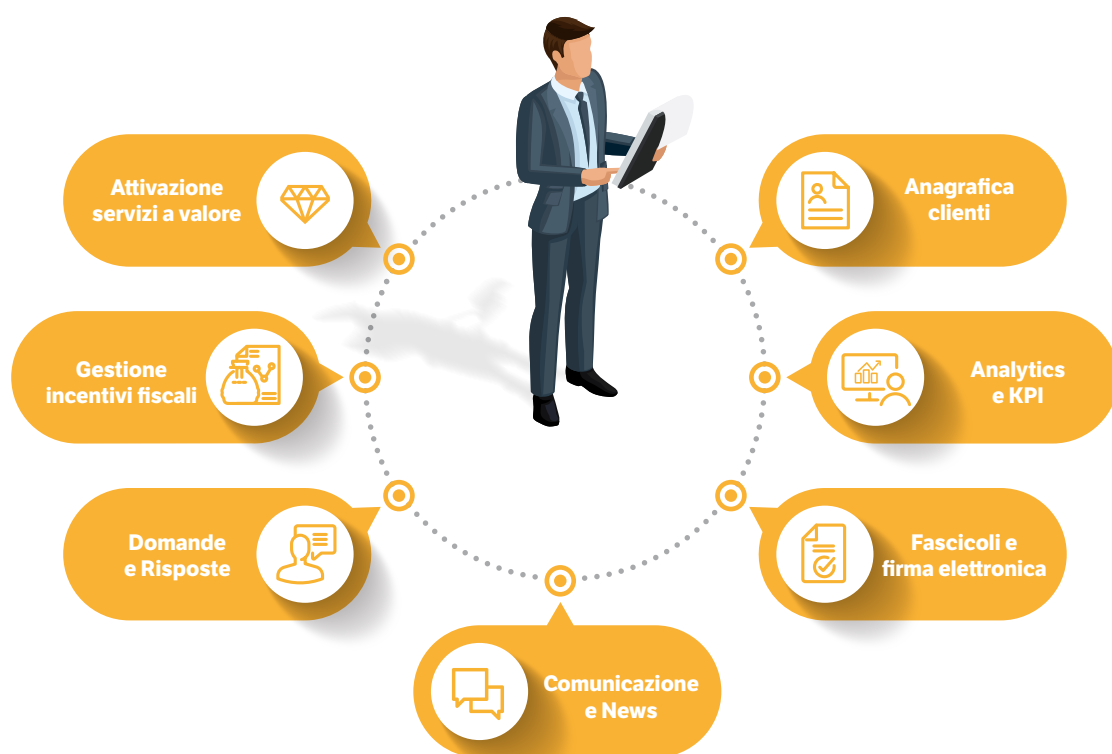 Attivazione
servizi a valore
Anagrafica
clienti
Gestione
incentivi fiscali
Analytics
e KPI
Domande
e Risposte
Fascicoli e
firma elettronica
Comunicazione
e News